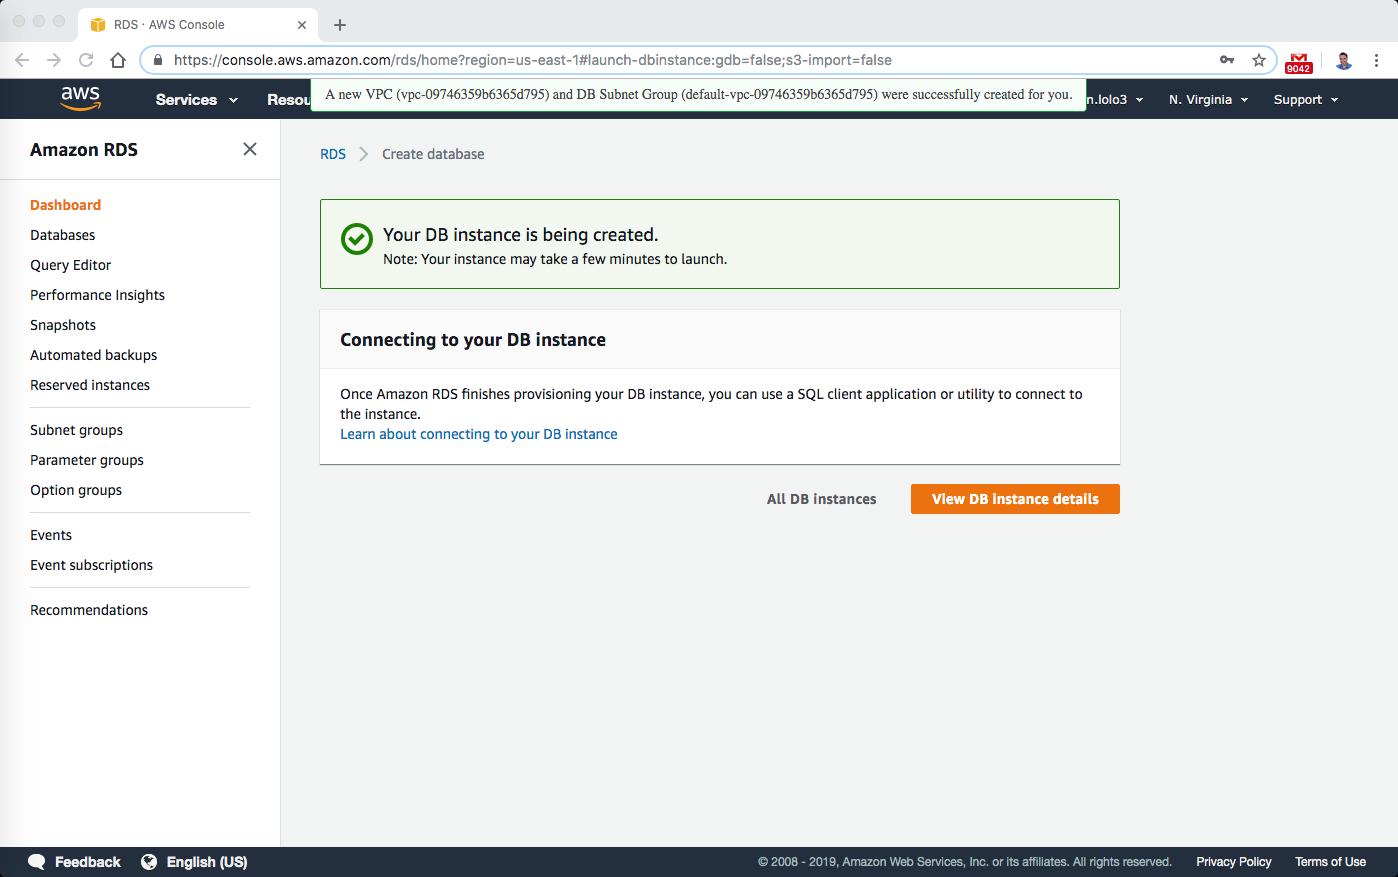 RDS · AWS Console
https://console.aws.amazon.com/rds/home?region=us-east-1#launch-dbinstance:gdb=false;s3-import=false
9042
aws
Services
Resou
A new VPC (vpc-09746359b6365d795) and DB Subnet Group (default-vpc-09746359b6365d795) were successfully created for you.
n.lolo3
N. Virginia
Support
Amazon RDS
Dashboard
Databases
Query Editor
Performance Insights
Snapshots
Automated backups
Reserved instances
Subnet groups
Parameter groups
Option groups
Events
Event subscriptions
Recommendations
RDS
Create database
Your DB instance is being created.
Note: Your instance may take a few minutes to launch.
Connecting to your DB instance
Once Amazon RDS finishes provisioning your DB instance, you can use a SQL client application or utility to connect to
the instance.
Learn about connecting to your DB instance
All DB instances
View DB instance details
Feedback
English (US)
© 2008 - 2019, Amazon Web Services, Inc. or its affiliates. All rights reserved.
Privacy Policy
Terms of Use